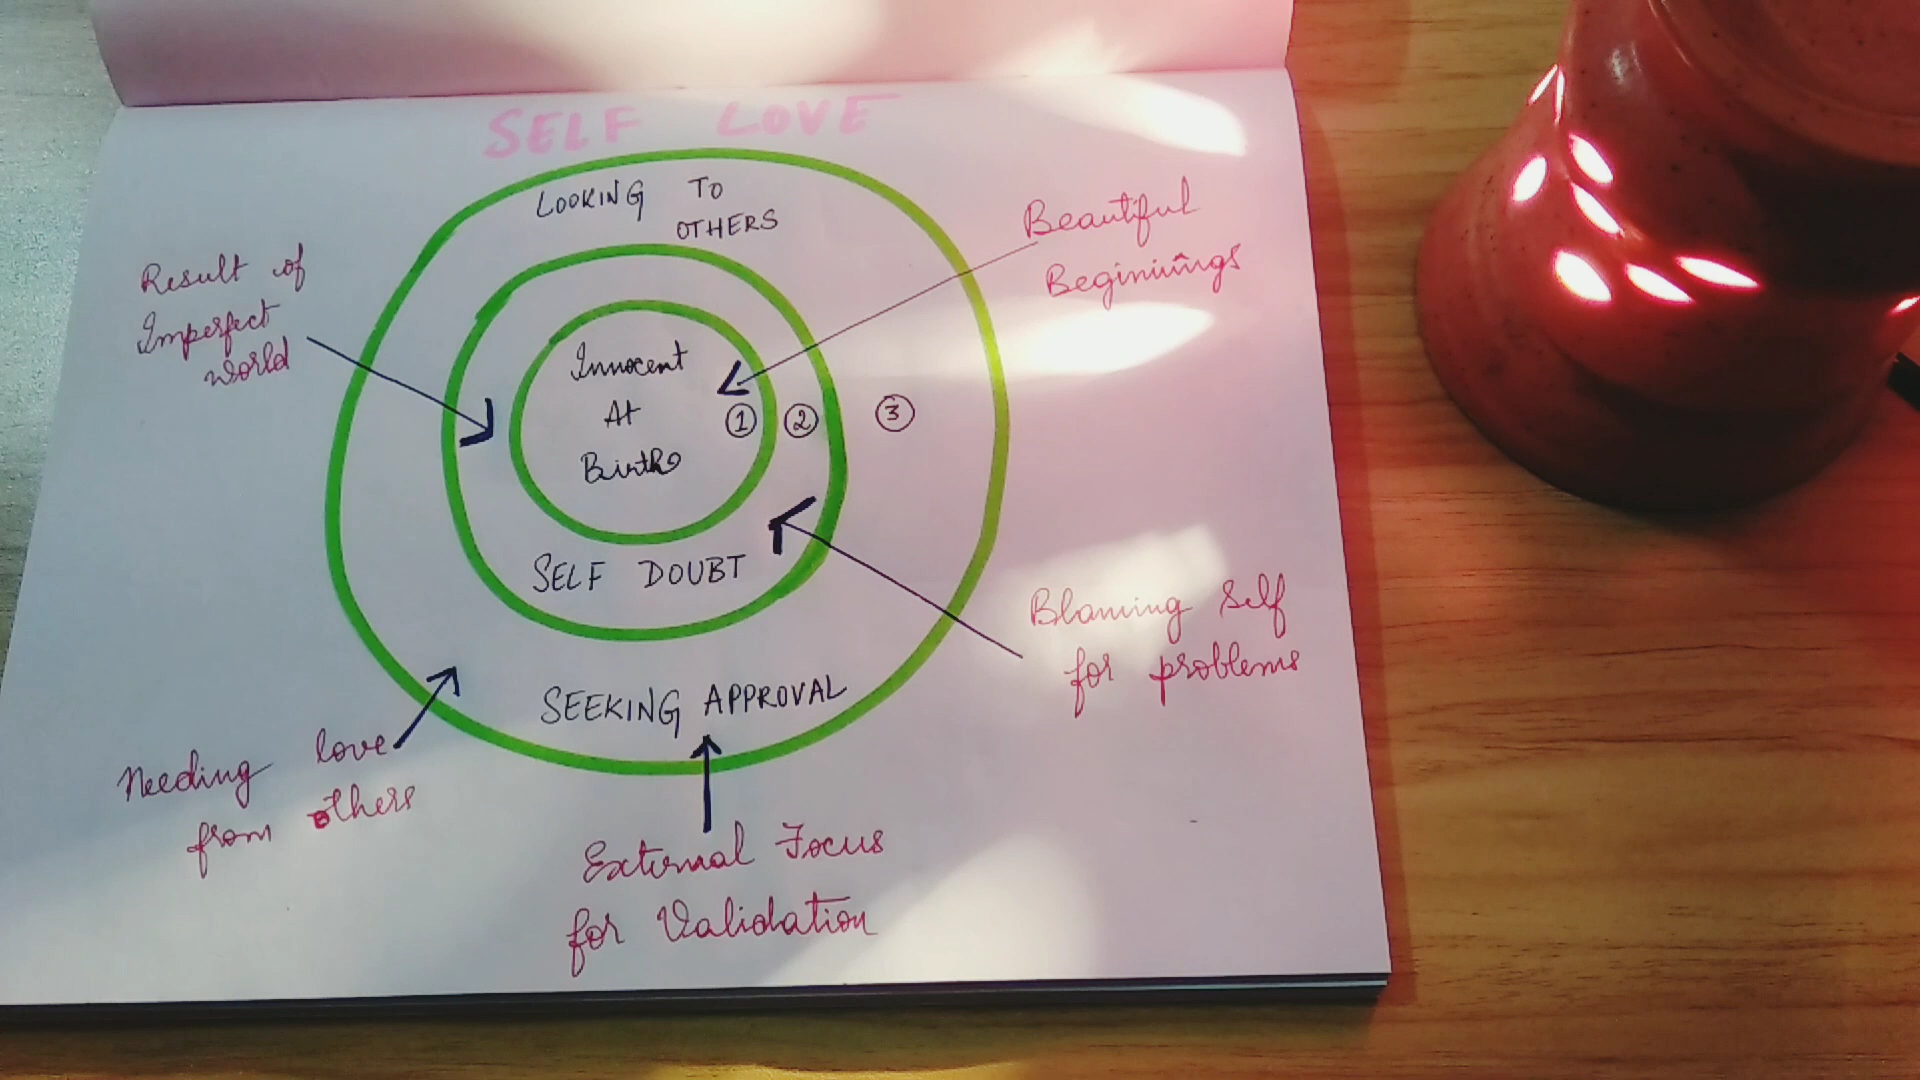 SELF LOVE
LOOKING TO
OTHERS
Beautiful
Beginnings
Result of
Imperfect
world
Innocent
At
Birth
1 2 3
SELF DOUBT
Blaming Self
for problems
SEEKING APPROVAL
Needing love
from others
External Focus
for Validation